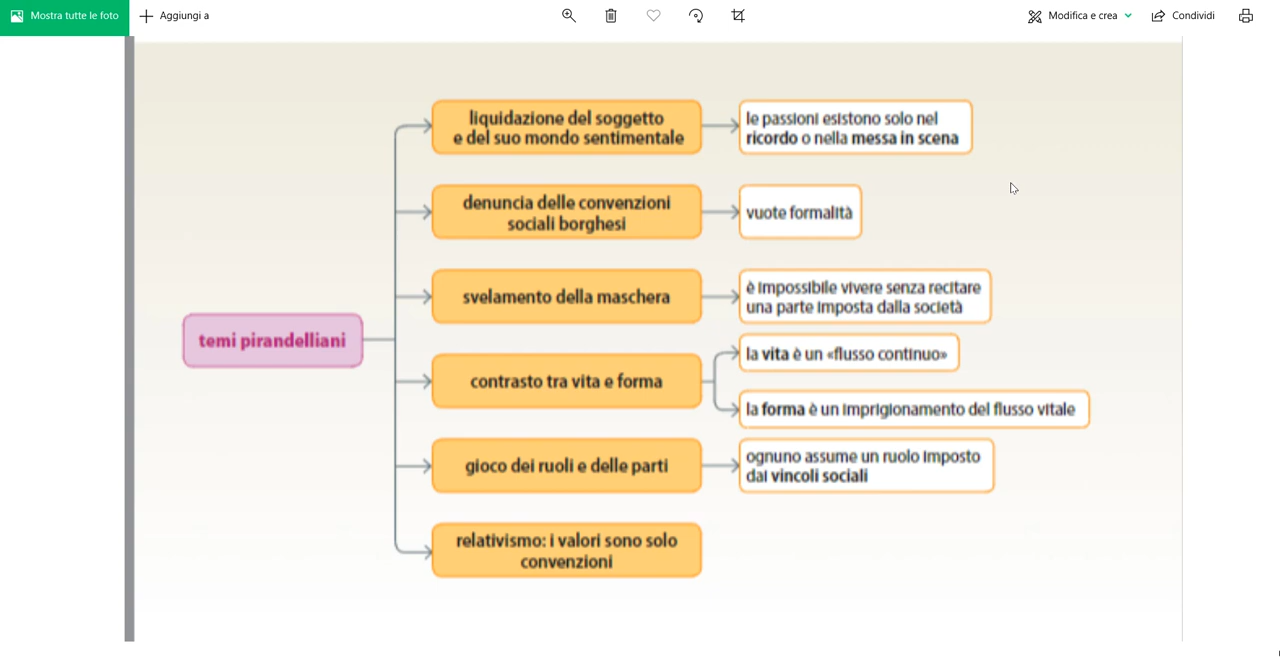 Mostra tutte le foto
Aggiungi a
Modifica e crea
Condividi
liquidazione del soggetto
e del suo mondo sentimentale
le passioni esistono solo nel
ricordo o nella messa in scena
denuncia delle convenzioni
sociali borghesi
vuote formalità
svelamento della maschera
è impossibile vivere senza recitare
una parte imposta dalla società
temi pirandelliani
contrasto tra vita e forma
la vita è un «flusso continuo»
la forma è un imprigionamento del flusso vitale
gioco dei ruoli e delle parti
ognuno assume un ruolo imposto
dai vincoli sociali
relativismo: i valori sono solo
convenzioni